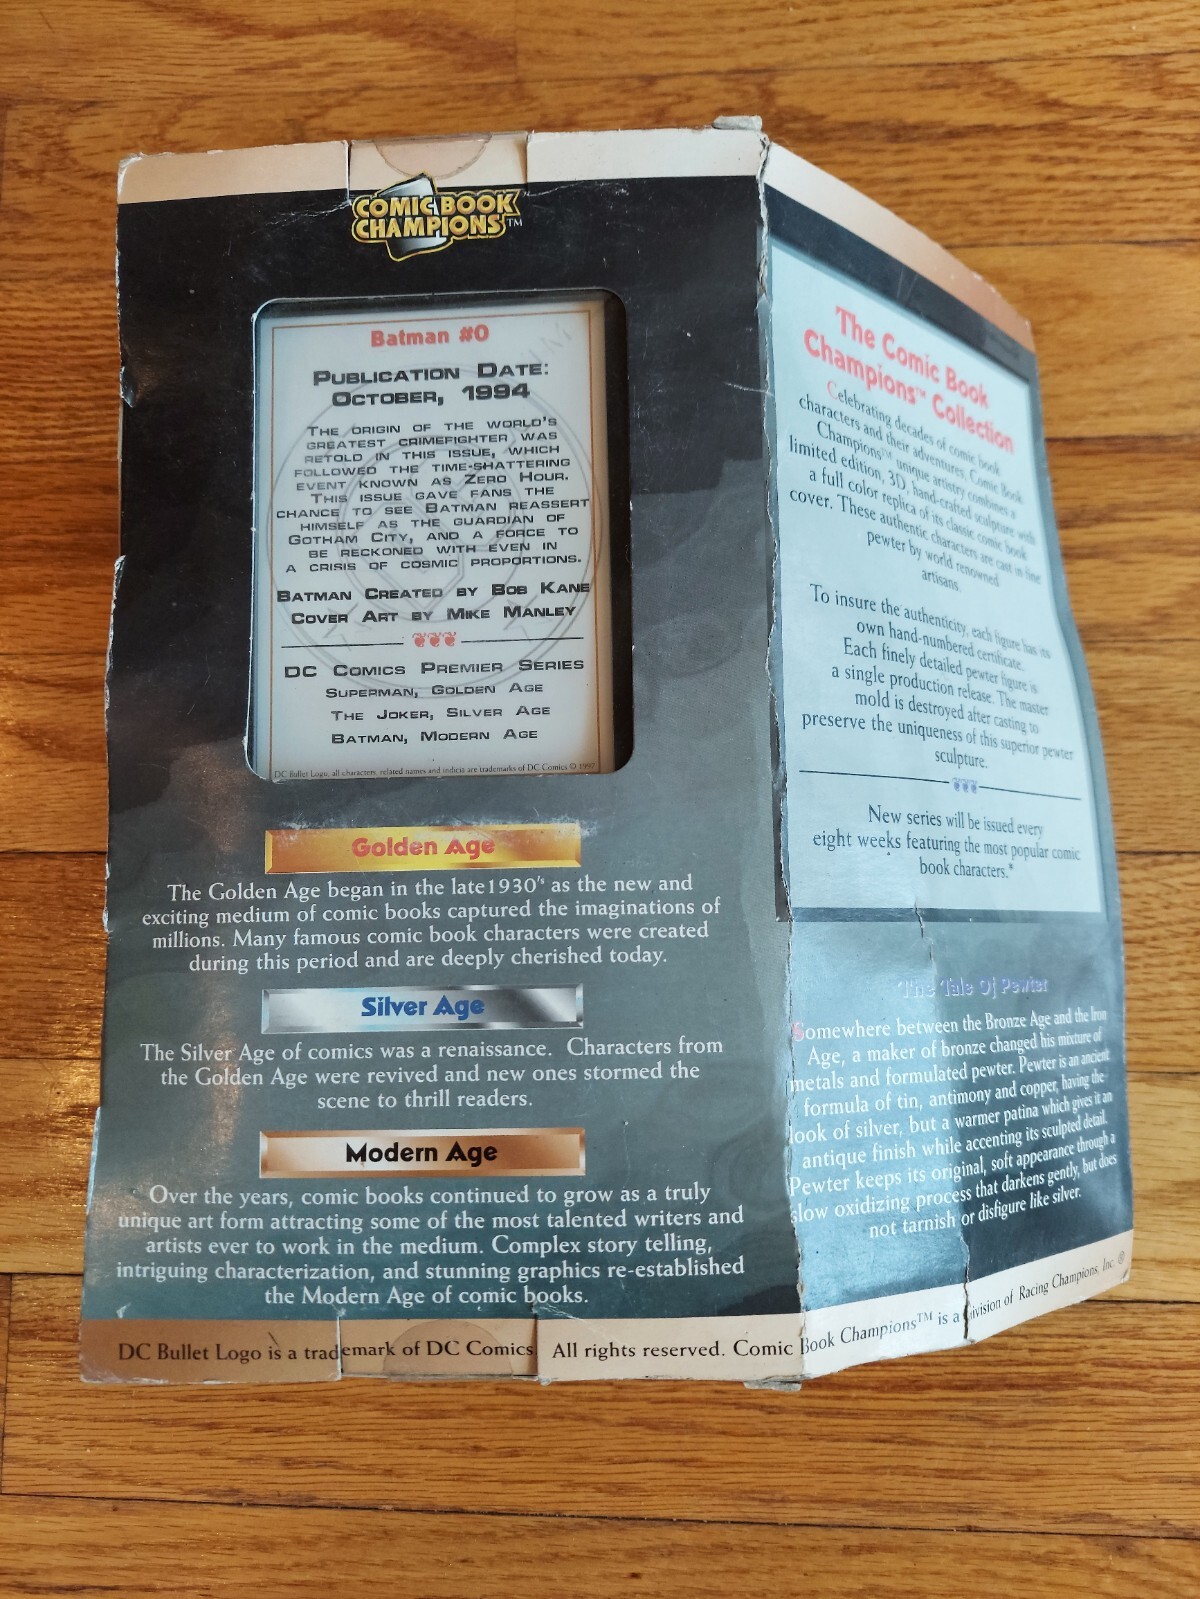 COMIC BOOK
CHAMPIONS™
Batman #0
PUBLICATION DATE:
OCTOBER, 1994
THE ORIGIN OF THE WORLD'S
GREATEST CRIMEFIGHTER WAS
RETOLD IN THIS ISSUE, WHICH
FOLLOWED THE TIME-SHATTERING
EVENT KNOWN AS ZERO HOUR.
THIS ISSUE GAVE FANS THE
CHANCE TO SEE BATMAN REASSERT
HIMSELF AS THE GUARDIAN OF
GOTHAM CITY, AND A FORCE TO
BE RECKONED WITH EVEN IN
A CRISIS OF COSMIC PROPORTIONS.
BATMAN CREATED BY BOB KANE
COVER ART BY MIKE MANLEY
DC COMICS PREMIER SERIES
SUPERMAN, GOLDEN AGE
THE JOKER, SILVER AGE
BATMAN, MODERN AGE
DC Bullet Logo, all characters, related names and indicia are trademarks of DC Comics © 1997
Golden Age
The Golden Age began in the late1930's as the new and
exciting medium of comic books captured the imaginations of
millions. Many famous comic book characters were created
during this period and are deeply cherished today.
Silver Age
The Silver Age of comics was a renaissance. Characters from
the Golden Age were revived and new ones stormed the
scene to thrill readers.
Modern Age
Over the years, comic books continued to grow as a truly
unique art form attracting some of the most talented writers and
artists ever to work in the medium. Complex story telling,
intriguing characterization, and stunning graphics re-established
the Modern Age of comic books.
DC Bullet Logo is a trademark of DC Comics. All rights reserved. Comic Book Champions™ is a division of Racing Champions, Inc. ®
The Comic Book
Champions™ Collection
Celebrating decades of comic book
characters and their adventures, Comic Book
Champions™ unique artistry combines a
limited edition, 3D, hand-crafted sculpture with
a full color replica of its classic comic book
cover. These authentic characters are cast in fine
pewter by world renowned
artisans.
To insure the authenticity, each figure has its
own hand-numbered certificate.
Each finely detailed pewter figure is
a single production release. The master
mold is destroyed after casting to
preserve the uniqueness of this superior pewter
sculpture.
New series will be issued every
eight weeks featuring the most popular comic
book characters.*
The Tale Of Pewter
Somewhere between the Bronze Age and the Iron
Age, a maker of bronze changed his mixture of
metals and formulated pewter. Pewter is an ancient
formula of tin, antimony and copper, having the
look of silver, but a warmer patina which gives it an
antique finish while accenting its sculpted detail.
Pewter keeps its original, soft appearance through a
slow oxidizing process that darkens gently, but does
not tarnish or disfigure like silver.